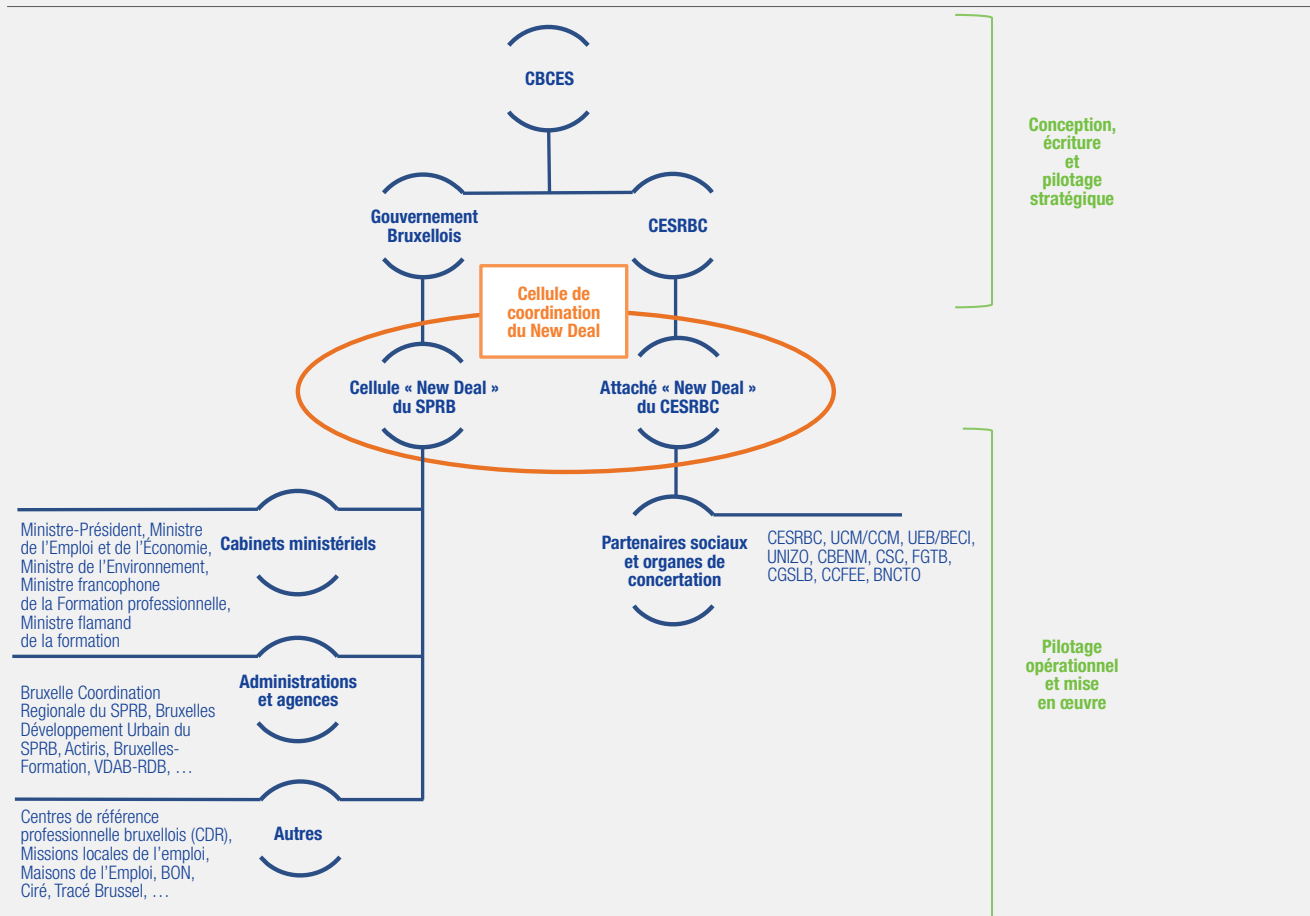 CBCES
Conception,
écriture
et
pilotage
stratégique
Gouvernement
Bruxellois
CESRBC
Cellule de
coordination
du New Deal
Cellule « New Deal »
du SPRB
Attaché « New Deal »
du CESRBC
Ministre-Président, Ministre
de l'Emploi et de l'Économie,
Ministre de l'Environnement,
Ministre francophone
de la Formation professionnelle,
Ministre flamand
de la formation
Cabinets ministériels
Partenaires sociaux
et organes de
concertation
CESRBC, UCM/CCM, UEB/BECI,
UNIZO, CBENM, CSC, FGTB,
CGSLB, CCFEE, BNCTO
Pilotage
opérationnel
et mise
en œuvre
Bruxelle Coordination
Regionale du SPRB, Bruxelles
Développement Urbain du
SPRB, Actiris, Bruxelles-
Formation, VDAB-RDB, …
Administrations
et agences
Centres de référence
professionnelle bruxellois (CDR),
Missions locales de l'emploi,
Maisons de l'Emploi, BON,
Ciré, Tracé Brussel, …
Autres